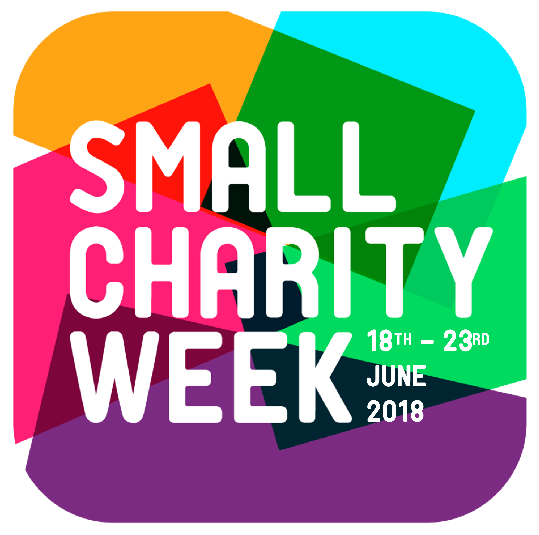 SMALL
CHARITY
WEEK
18TH – 23RD
JUNE
2018